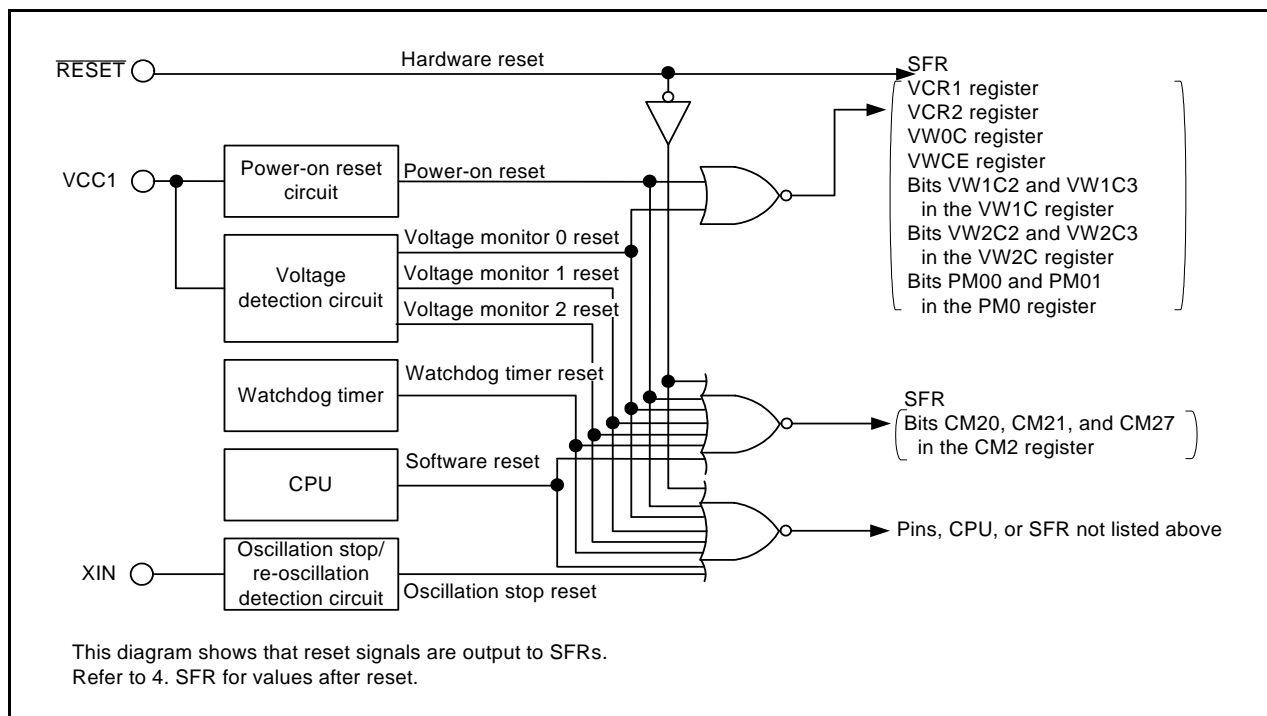 Hardware reset
RESET
SFR
VCR1 register
VCR2 register
VW0C register
VWCE register
Bits VW1C2 and VW1C3
in the VW1C register
Bits VW2C2 and VW2C3
in the VW2C register
Bits PM00 and PM01
in the PM0 register
VCC1
Power-on reset
circuit
Power-on reset
Voltage
detection circuit
Voltage monitor 0 reset
Voltage monitor 1 reset
Voltage monitor 2 reset
Watchdog timer
Watchdog timer reset
SFR
Bits CM20, CM21, and CM27
in the CM2 register
CPU
Software reset
Pins, CPU, or SFR not listed above
XIN
Oscillation stop/
re-oscillation
detection circuit
Oscillation stop reset
This diagram shows that reset signals are output to SFRs.
Refer to 4. SFR for values after reset.